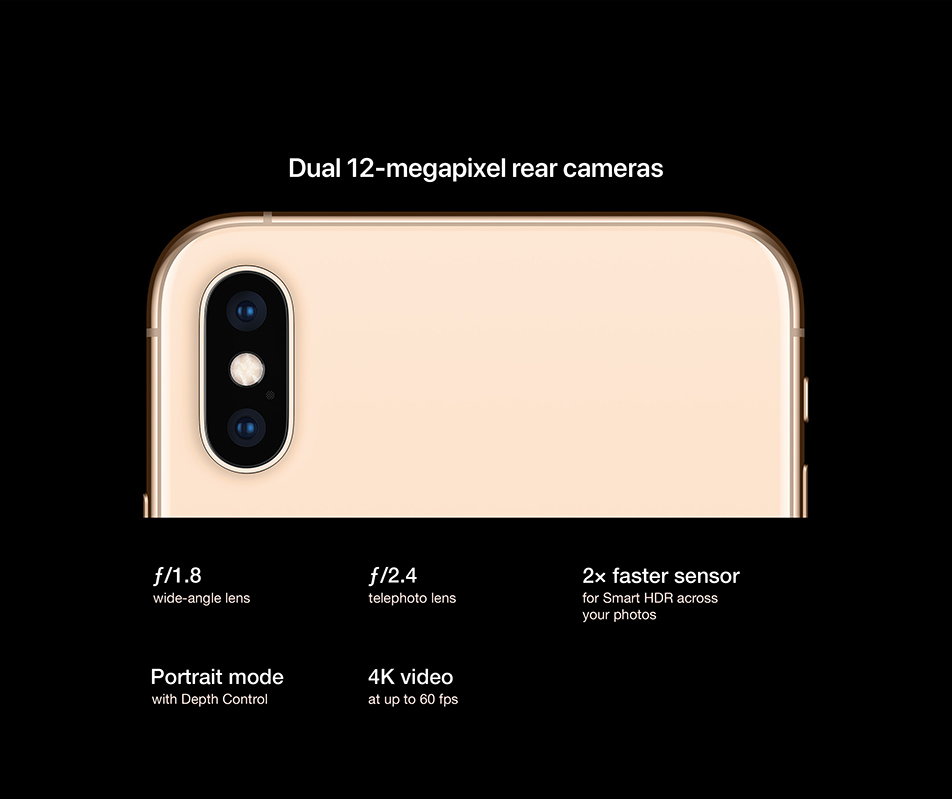 Dual 12-megapixel rear cameras
ƒ/1.8
wide-angle lens
ƒ/2.4
telephoto lens
2× faster sensor
for Smart HDR across
your photos
Portrait mode
with Depth Control
4K video
at up to 60 fps